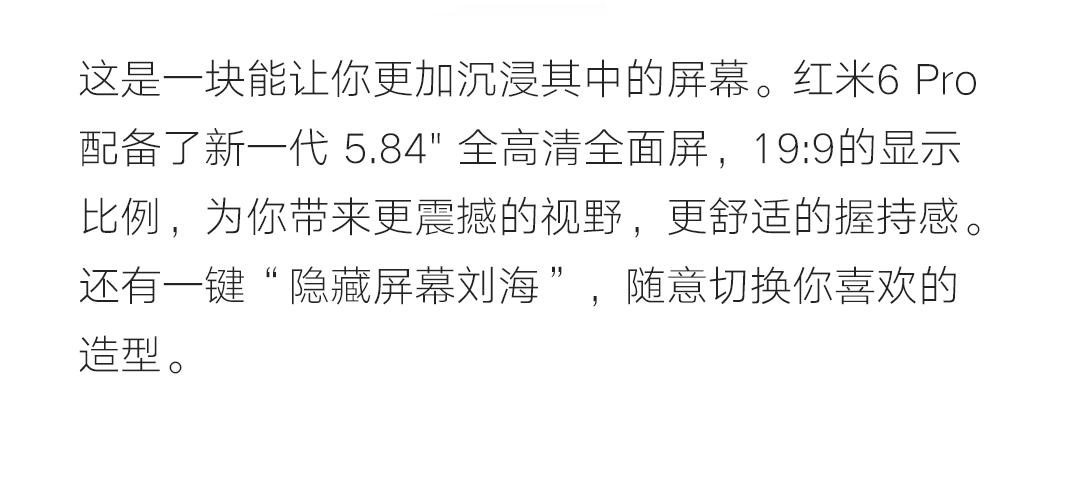 这是一块能让你更加沉浸其中的屏幕。红米6 Pro
配备了新一代 5.84" 全高清全面屏，19:9的显示
比例，为你带来更震撼的视野，更舒适的握持感。
还有一键“隐藏屏幕刘海”，随意切换你喜欢的
造型。